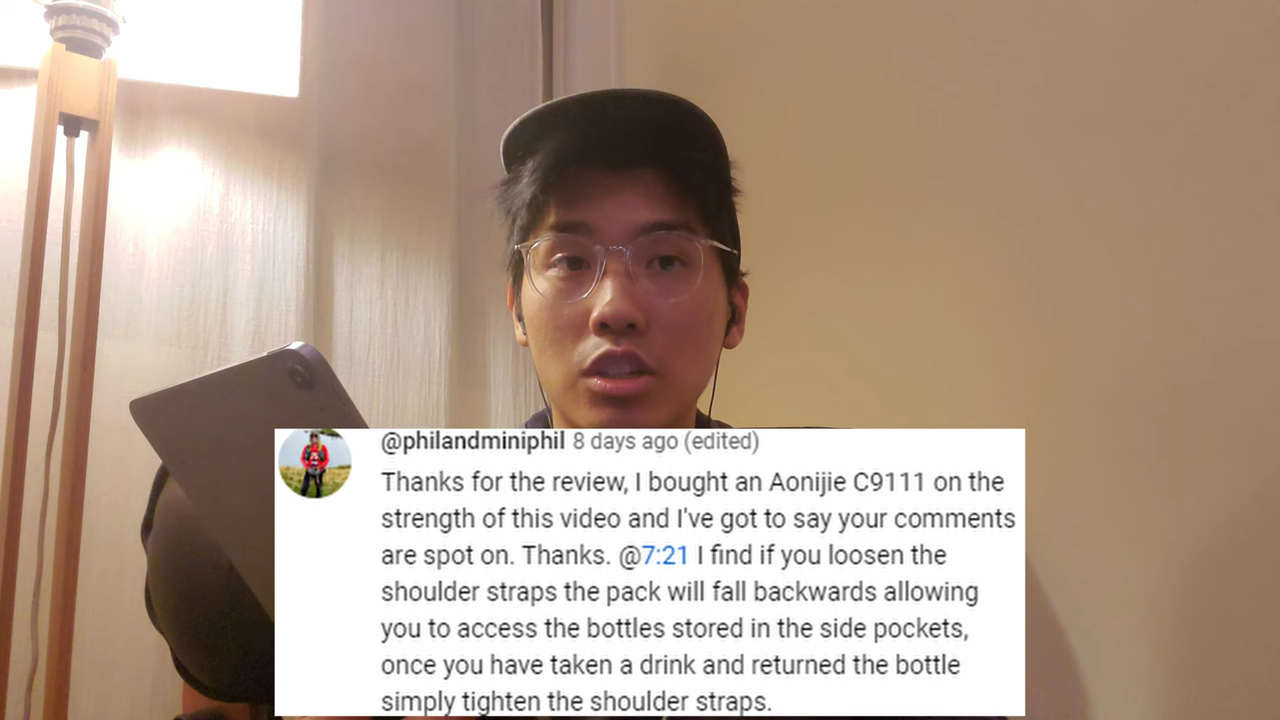 @philandminiphil 8 days ago (edited)
Thanks for the review, I bought an Aonijie C9111 on the
strength of this video and I've got to say your comments
are spot on. Thanks. @7:21 I find if you loosen the
shoulder straps the pack will fall backwards allowing
you to access the bottles stored in the side pockets,
once you have taken a drink and returned the bottle
simply tighten the shoulder straps.